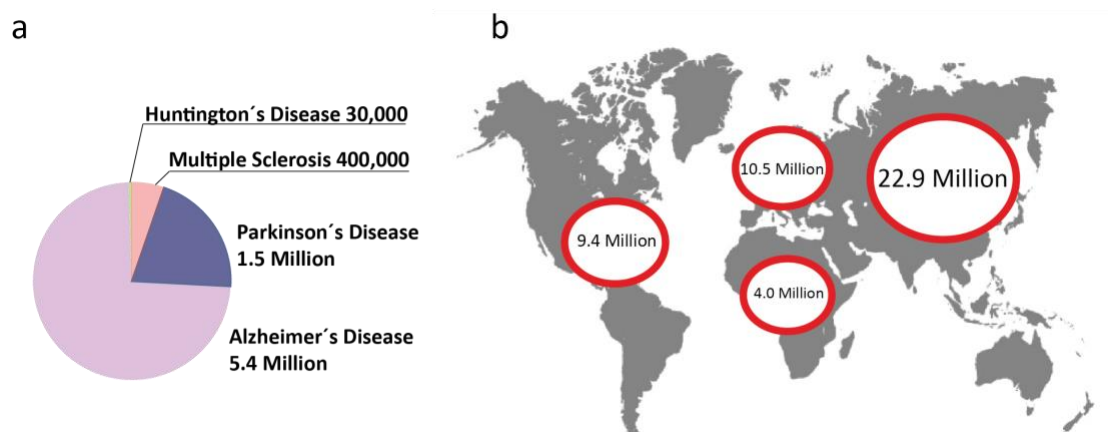 a
Huntington´s Disease 30,000
Multiple Sclerosis 400,000
Parkinson´s Disease
1.5 Million
Alzheimer´s Disease
5.4 Million
b
10.5 Million
22.9 Million
9.4 Million
4.0 Million